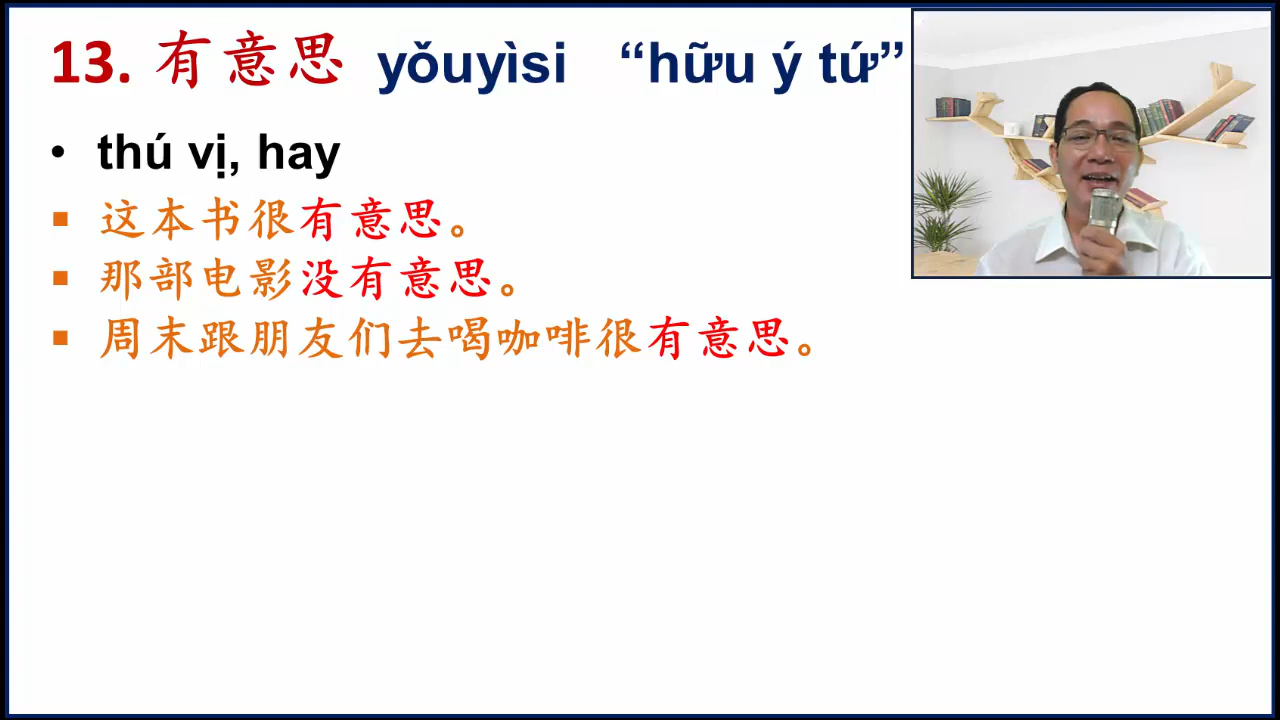 13. 有意思 yǒuyìsi “hữu ý tứ”
• thú vị, hay
▪ 这本书很有意思。
▪ 那部电影没有意思。
▪ 周末跟朋友们去喝咖啡很有意思。